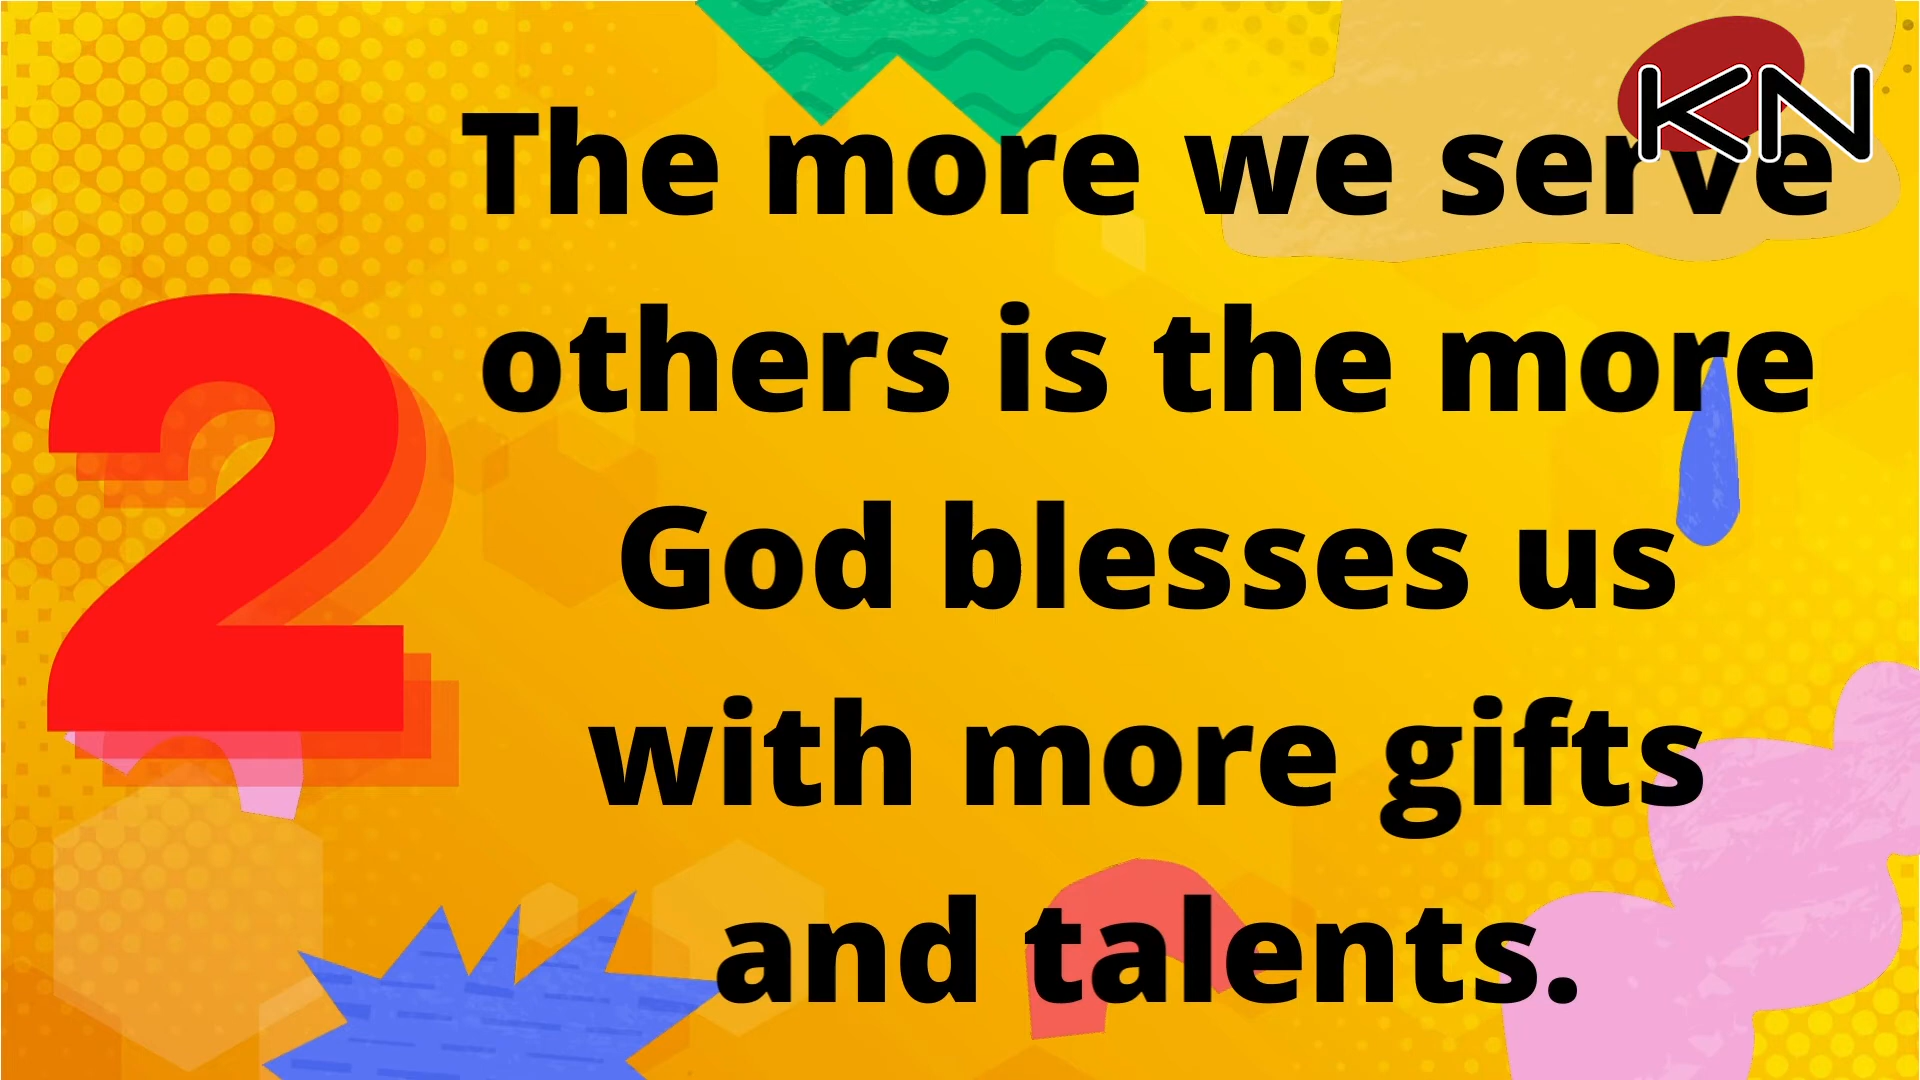 KN
The more we serve
2
others is the more
God blesses us
with more gifts
and talents.